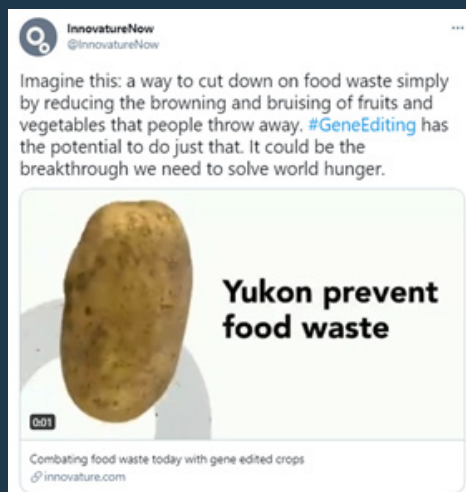 InnovatureNow
@InnovatureNow
Imagine this: a way to cut down on food waste simply
by reducing the browning and bruising of fruits and
vegetables that people throw away. #GeneEditing has
the potential to do just that. It could be the
breakthrough we need to solve world hunger.
Yukon prevent
food waste
0:01
Combating food waste today with gene edited crops
innovature.com